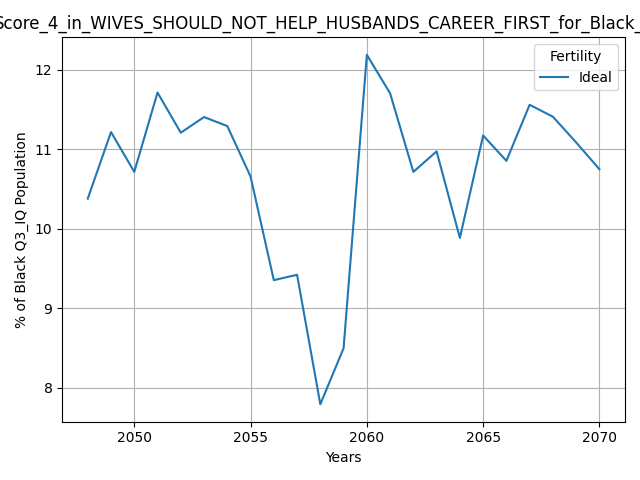 Score_4_in_WIVES_SHOULD_NOT_HELP_HUSBANDS_CAREER_FIRST_for_Black_
Fertility
Ideal
% of Black Q3_IQ Population
12
11
10
9
8
2050
2055
2060
2065
2070
Years